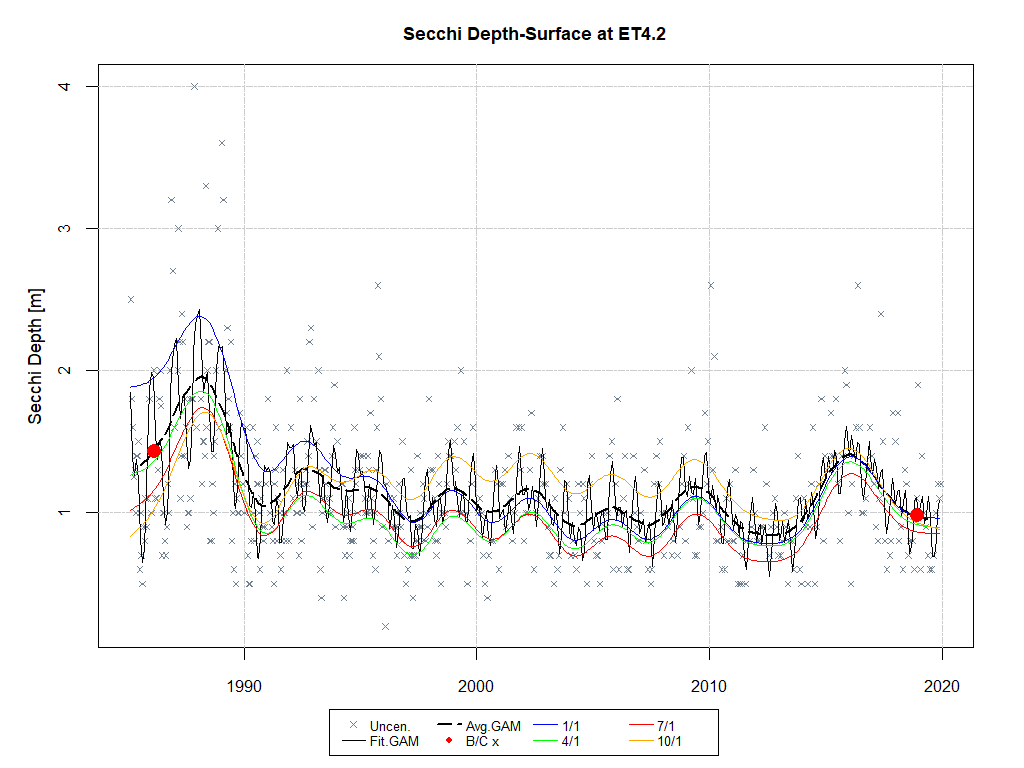 Secchi Depth-Surface at ET4.2
Secchi Depth [m]
4
3
2
1
1990 2000 2010 2020
Uncen. Avg.GAM 1/1 7/1
Fit.GAM B/C x 4/1 10/1